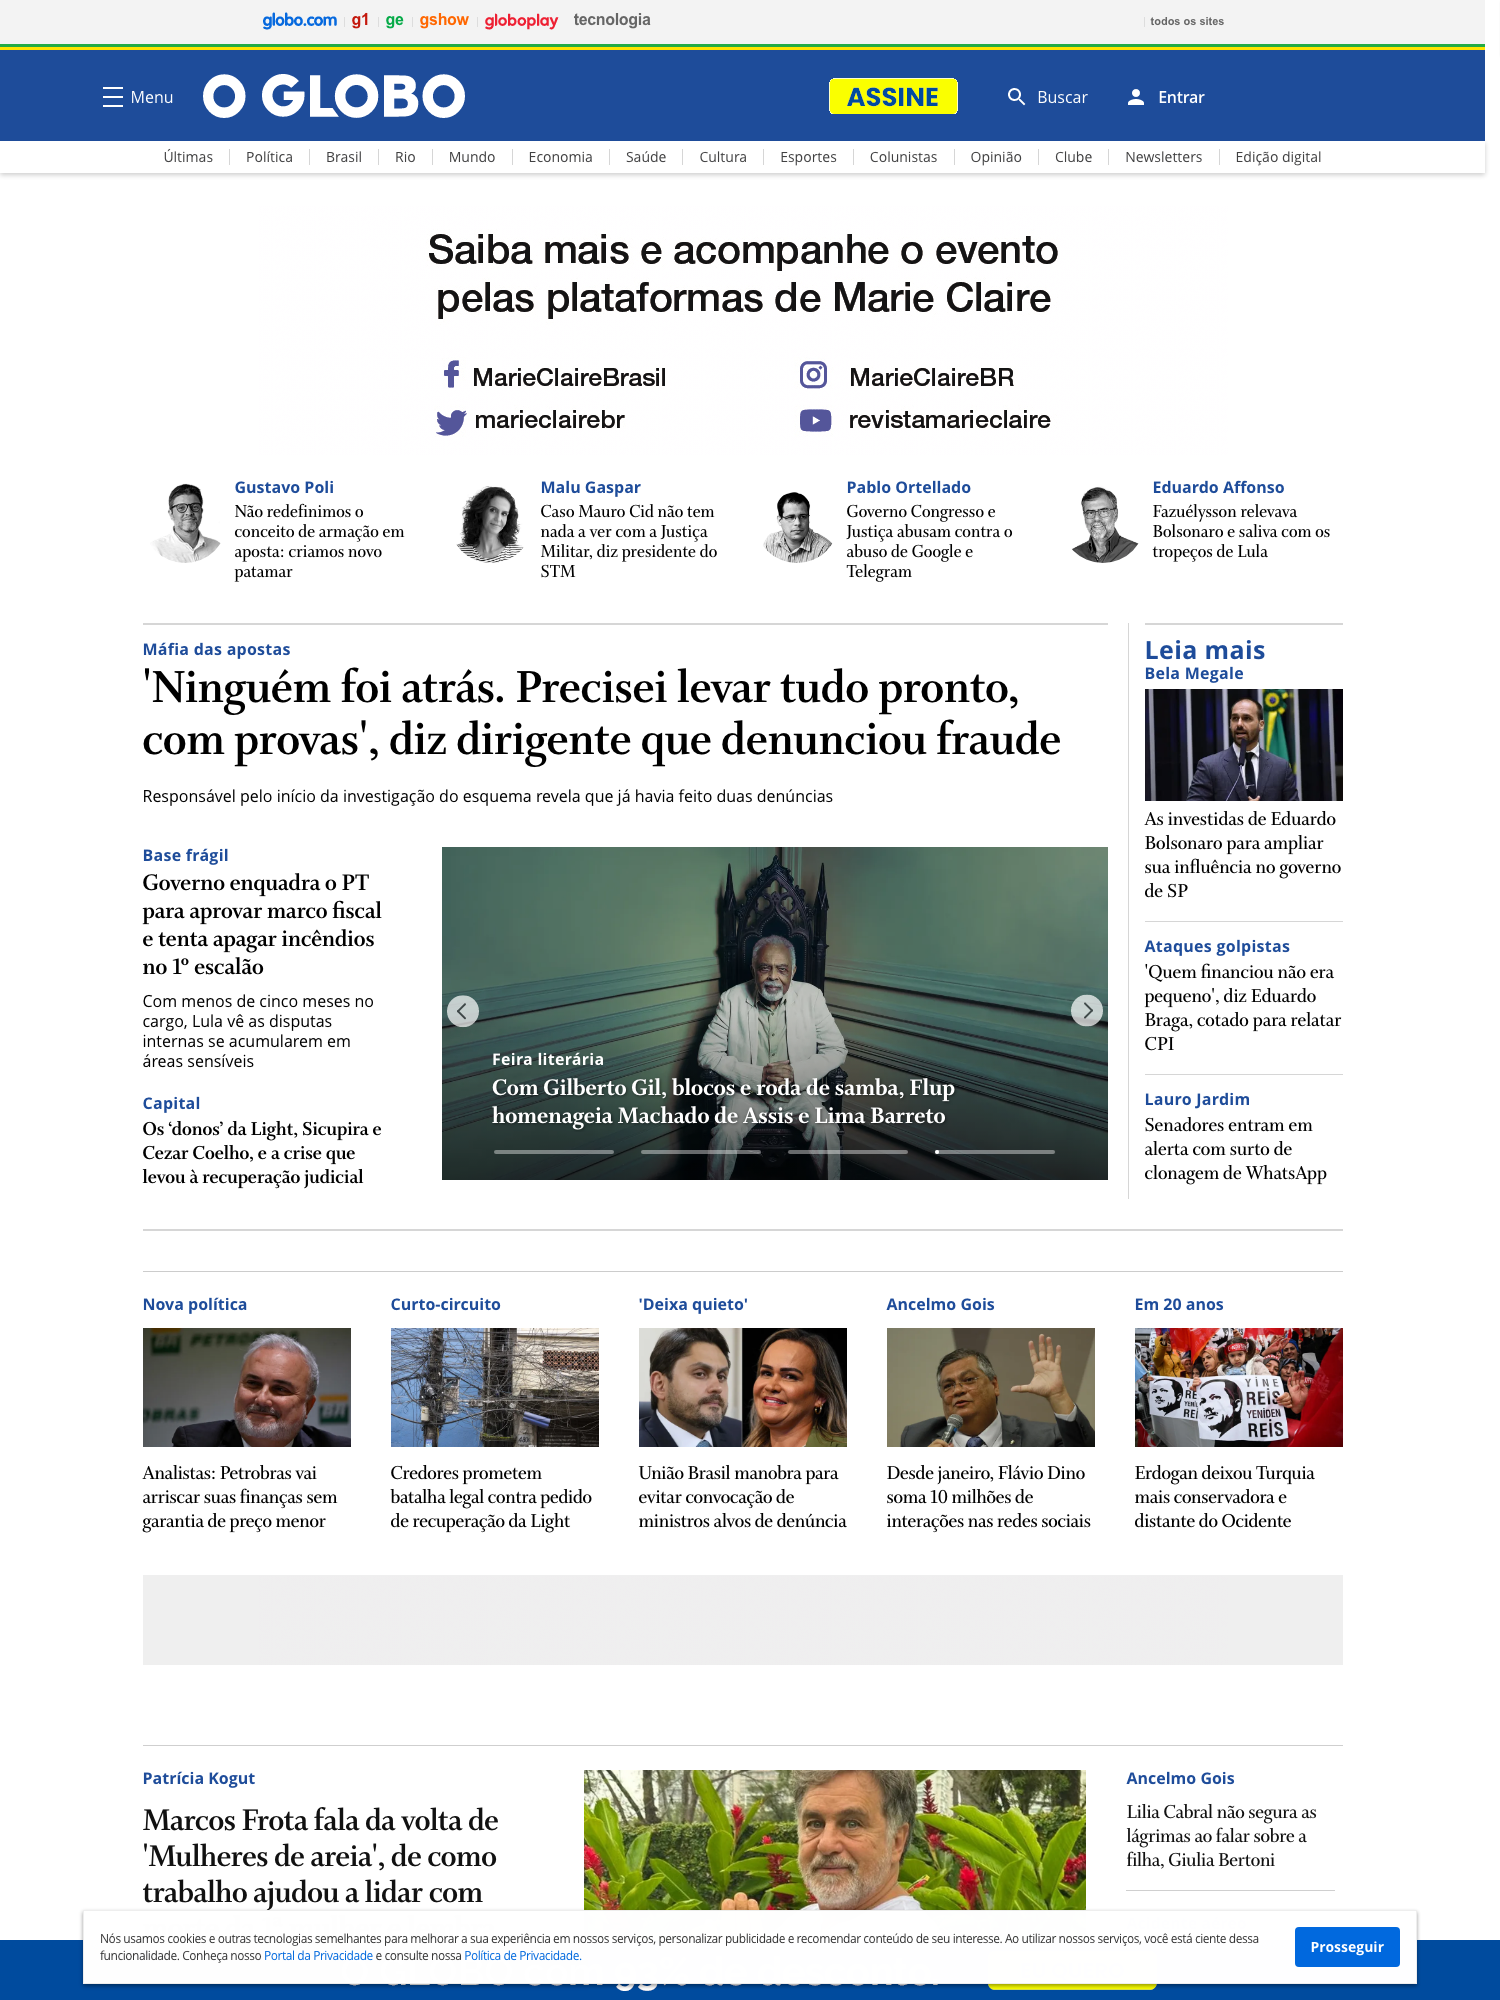 globo.com g1 ge gshow globoplay tecnologia todos os sites
Menu O GLOBO ASSINE Buscar Entrar
Últimas Política Brasil Rio Mundo Economia Saúde Cultura Esportes Colunistas Opinião Clube Newsletters Edição digital
Saiba mais e acompanhe o evento
pelas plataformas de Marie Claire
MarieClaireBrasil MarieClaireBR
marieclairebr revistamarieclaire
Gustavo Poli
Não redefinimos o
conceito de armação em
aposta: criamos novo
patamar
Malu Gaspar
Caso Mauro Cid não tem
nada a ver com a Justiça
Militar, diz presidente do
STM
Pablo Ortellado
Governo Congresso e
Justiça abusam contra o
abuso de Google e
Telegram
Eduardo Affonso
Fazuélysson relevava
Bolsonaro e saliva com os
tropeços de Lula
Máfia das apostas
'Ninguém foi atrás. Precisei levar tudo pronto,
com provas', diz dirigente que denunciou fraude
Responsável pelo início da investigação do esquema revela que já havia feito duas denúncias
Base frágil
Governo enquadra o PT
para aprovar marco fiscal
e tenta apagar incêndios
no 1º escalão
Com menos de cinco meses no
cargo, Lula vê as disputas
internas se acumularem em
áreas sensíveis
Capital
Os ‘donos’ da Light, Sicupira e
Cezar Coelho, e a crise que
levou à recuperação judicial
Feira literária
Com Gilberto Gil, blocos e roda de samba, Flup
homenageia Machado de Assis e Lima Barreto
Leia mais
Bela Megale
As investidas de Eduardo
Bolsonaro para ampliar
sua influência no governo
de SP
Ataques golpistas
'Quem financiou não era
pequeno', diz Eduardo
Braga, cotado para relatar
CPI
Lauro Jardim
Senadores entram em
alerta com surto de
clonagem de WhatsApp
Nova política
PETROBRAS
BR
OBRAS
Analistas: Petrobras vai
arriscar suas finanças sem
garantia de preço menor
Curto-circuito
Credores prometem
batalha legal contra pedido
de recuperação da Light
'Deixa quieto'
União Brasil manobra para
evitar convocação de
ministros alvos de denúncia
Ancelmo Gois
Desde janeiro, Flávio Dino
soma 10 milhões de
interações nas redes sociais
Em 20 anos
YİNE
REİS
YENİDEN
REİS
Erdogan deixou Turquia
mais conservadora e
distante do Ocidente
Patrícia Kogut
Marcos Frota fala da volta de
'Mulheres de areia', de como
trabalho ajudou a lidar com
Ancelmo Gois
Lilia Cabral não segura as
lágrimas ao falar sobre a
filha, Giulia Bertoni
Nós usamos cookies e outras tecnologias semelhantes para melhorar a sua experiência em nossos serviços, personalizar publicidade e recomendar conteúdo de seu interesse. Ao utilizar nossos serviços, você está ciente dessa
funcionalidade. Conheça nosso Portal da Privacidade e consulte nossa Política de Privacidade.
Prosseguir